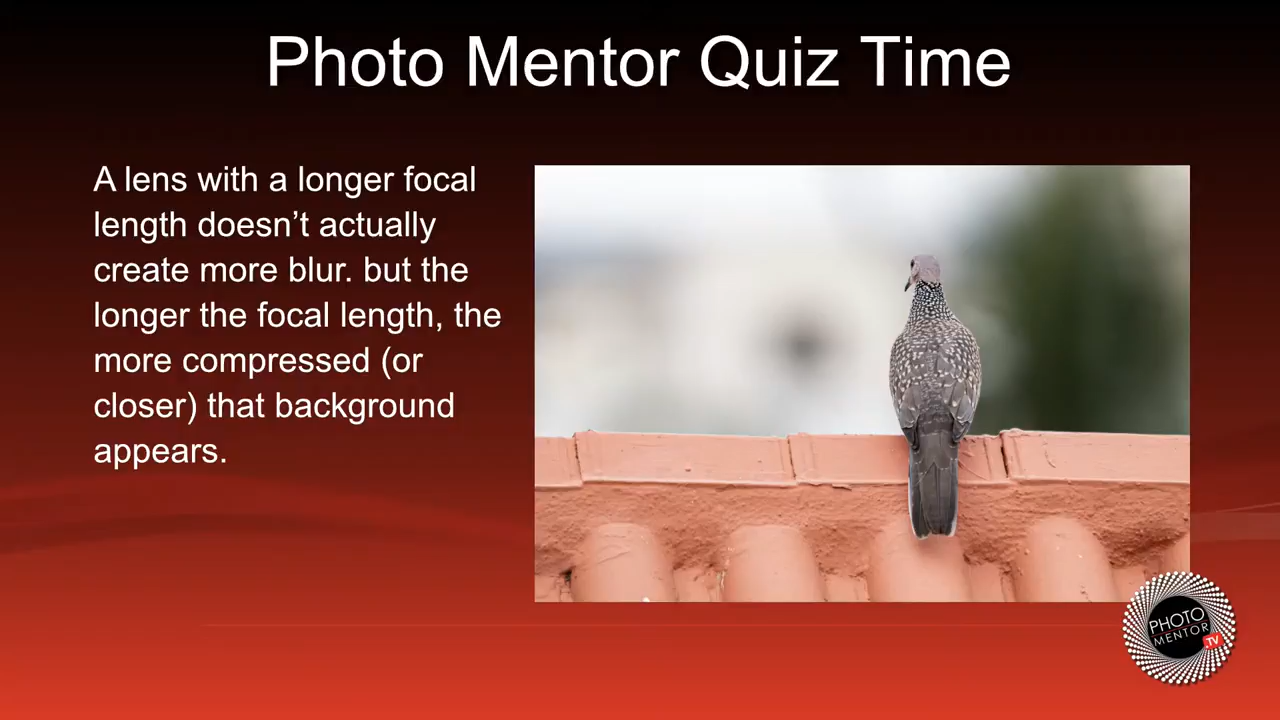 Photo Mentor Quiz Time
A lens with a longer focal
length doesn’t actually
create more blur. but the
longer the focal length, the
more compressed (or
closer) that background
appears.
PHOTO
MENTOR
TV